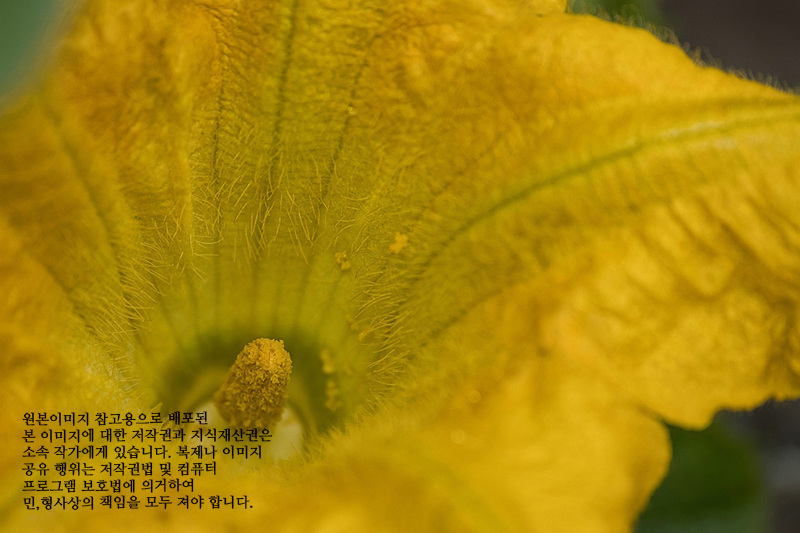 원본이미지 참고용으로 배포된
본 이미지에 대한 저작권과 지식재산권은
소속 작가에게 있습니다. 복제나 이미지
공유 행위는 저작권법 및 컴퓨터
프로그램 보호법에 의거하여
민,형사상의 책임을 모두 져야 합니다.